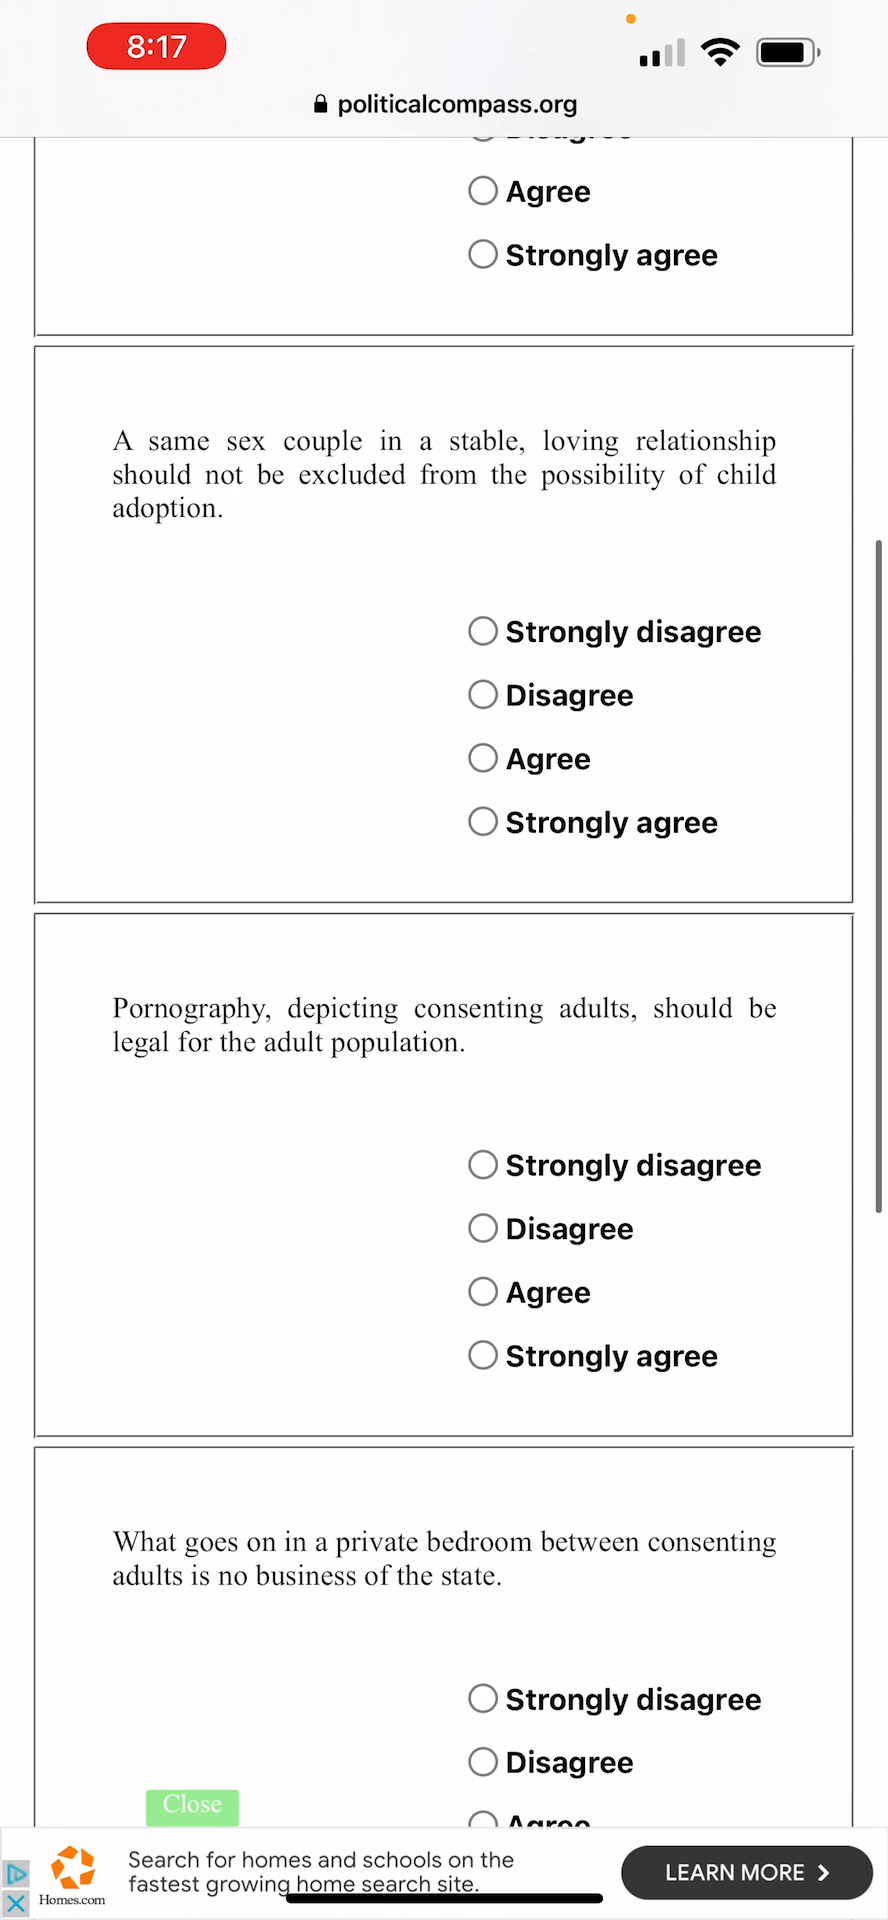 8:17
politicalcompass.org
Disagree
Agree
Strongly agree
A same sex couple in a stable, loving relationship
should not be excluded from the possibility of child
adoption.
Strongly disagree
Disagree
Agree
Strongly agree
Pornography, depicting consenting adults, should be
legal for the adult population.
Strongly disagree
Disagree
Agree
Strongly agree
What goes on in a private bedroom between consenting
adults is no business of the state.
Strongly disagree
Disagree
Agree
Close
Search for homes and schools on the
fastest growing home search site.
Homes.com
LEARN MORE